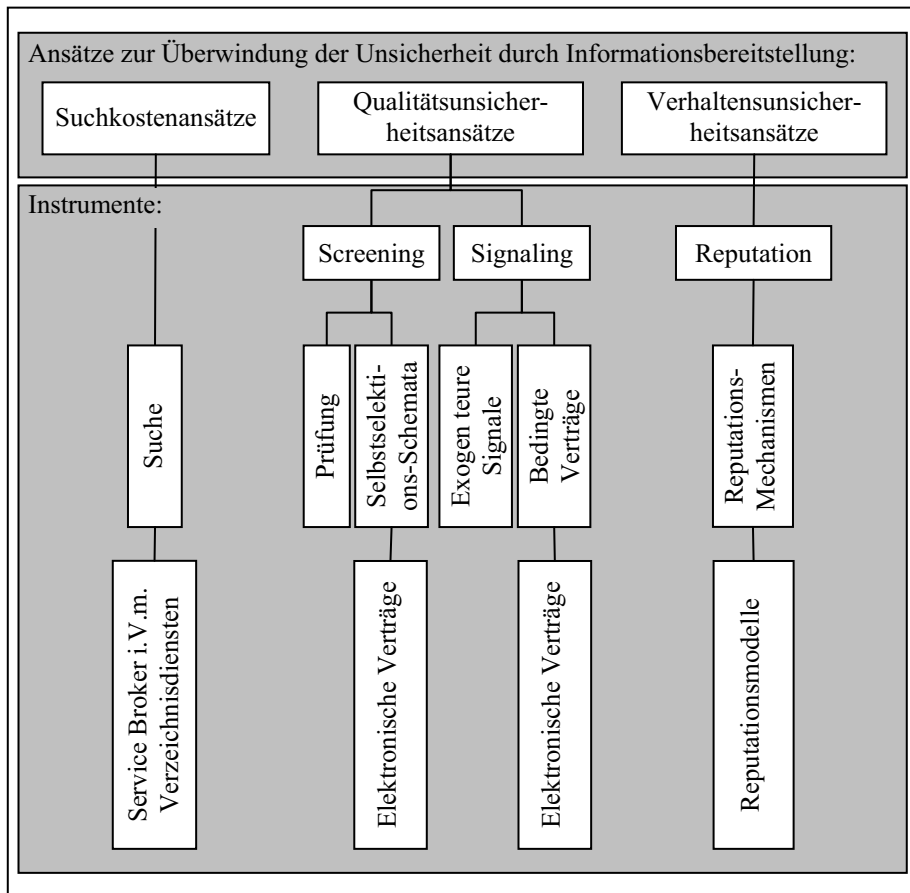 Ansätze zur Überwindung der Unsicherheit durch Informationsbereitstellung:
Suchkostenansätze
Qualitätsunsicher-
heitsansätze
Verhaltensunsicher-
heitsansätze
Instrumente:
Screening
Signaling
Reputation
Suche
Prüfung
Selbstselekti-
ons-Schemata
Exogen teure
Signale
Bedingte
Verträge
Reputations-
Mechanismen
Service Broker i.V.m.
Verzeichnisdiensten
Elektronische Verträge
Elektronische Verträge
Reputationsmodelle